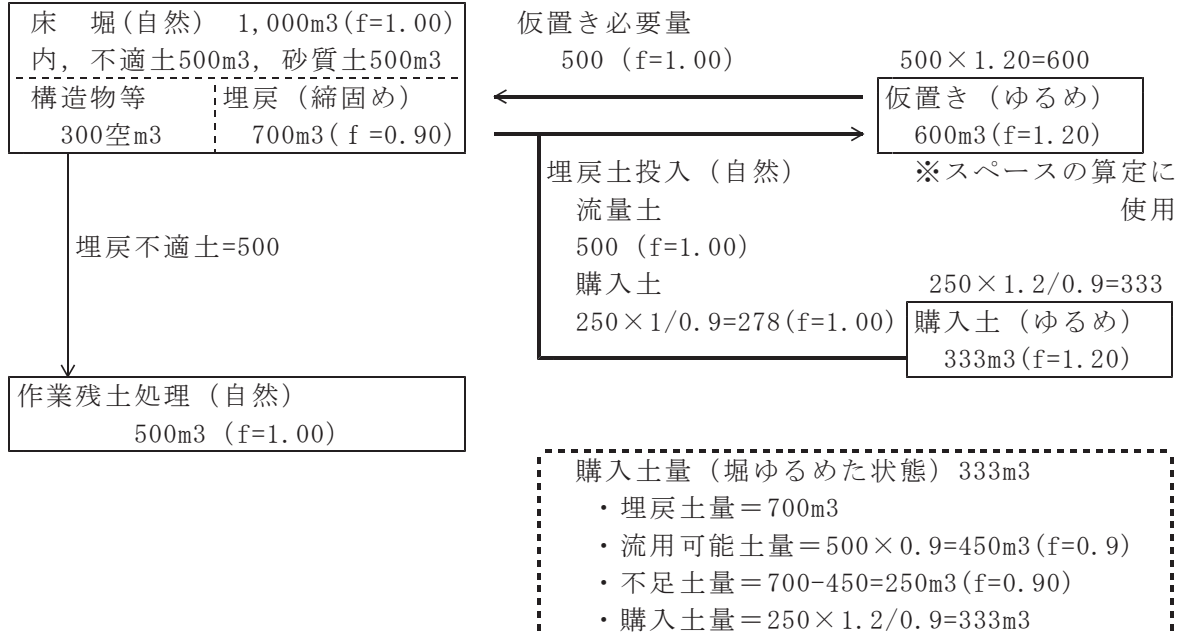 床　堀(自然)　1,000m3(f=1.00)
内, 不適土500m3, 砂質土500m3
構造物等
300空m3
埋戻（締固め）
700m3( f =0.90)
仮置き必要量
500 (f=1.00)
500×1.20=600
仮置き（ゆるめ）
600m3(f=1.20)
※スペースの算定に
使用
埋戻土投入（自然）
流量土
500 (f=1.00)
購入土
250×1/0.9=278(f=1.00)
250×1.2/0.9=333
購入土（ゆるめ）
333m3(f=1.20)
埋戻不適土=500
作業残土処理（自然）
500m3 (f=1.00)
購入土量（堀ゆるめた状態）333m3
・埋戻土量＝700m3
・流用可能土量＝500×0.9=450m3(f=0.9)
・不足土量＝700-450=250m3(f=0.90)
・購入土量＝250×1.2/0.9=333m3